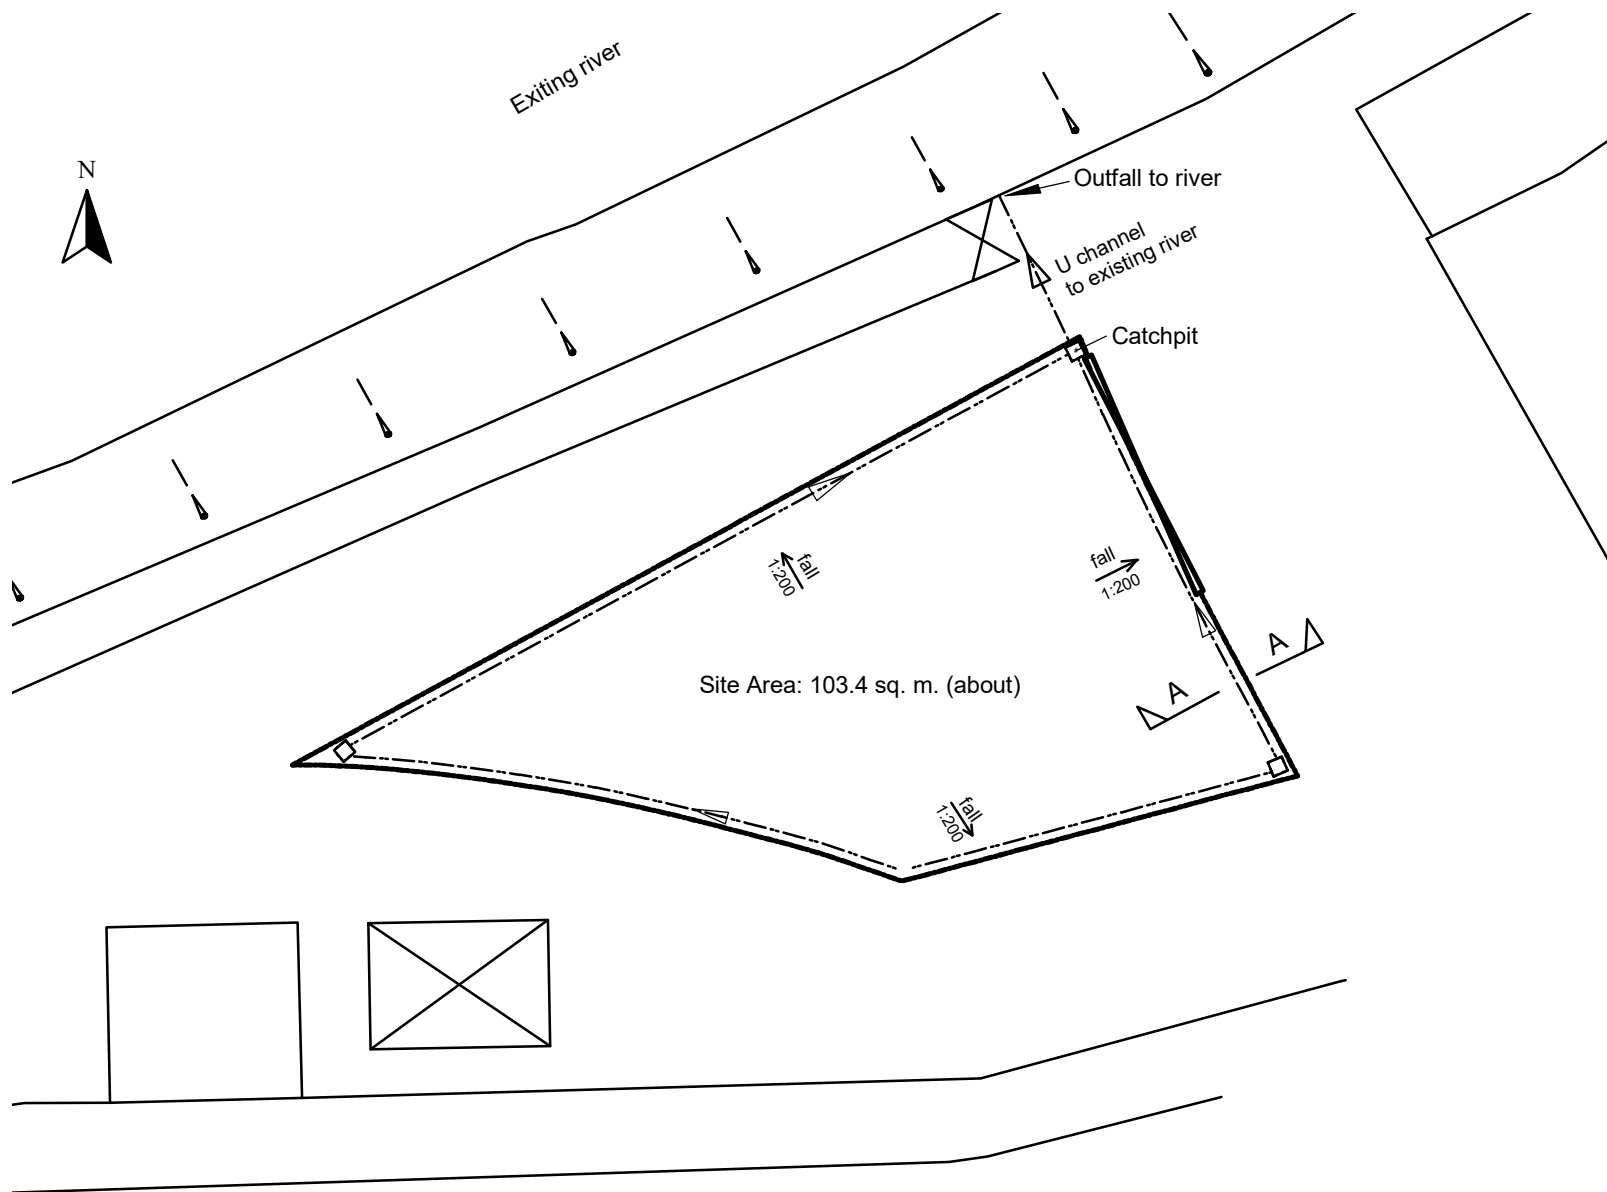 Exiting river
N
Outfall to river
U channel
to existing river
Catchpit
fall
1:200
fall
1:200
A
Site Area: 103.4 sq. m. (about)
A
fall
1:200